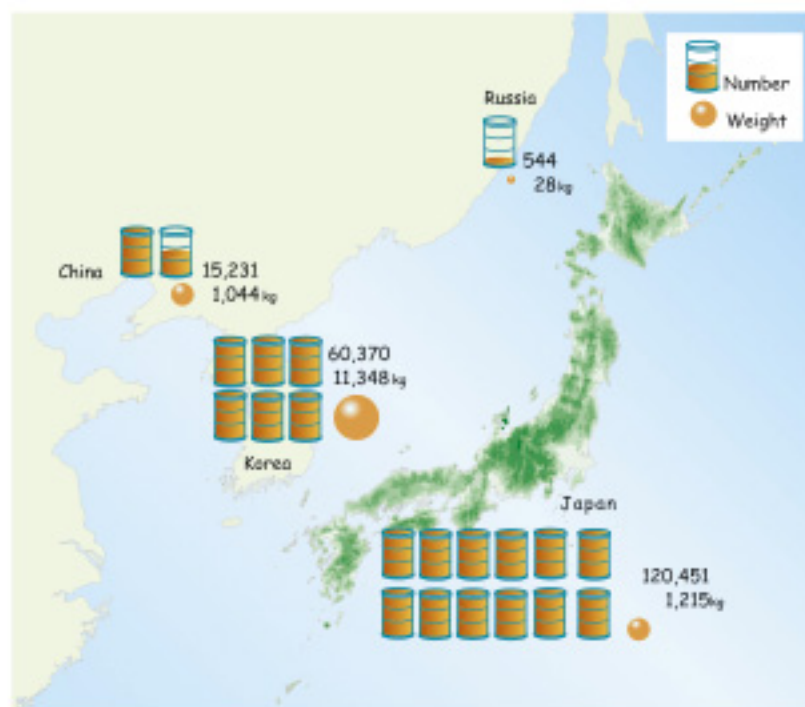 Number
Weight
Russia
544
28kg
China
15,231
1,044kg
60,370
11,348kg
Korea
Japan
120,451
1,215kg